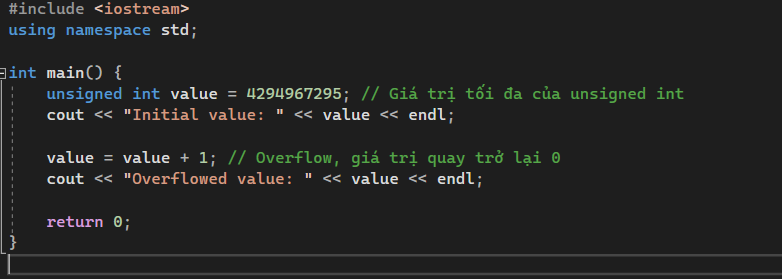 #include <iostream>
using namespace std;
int main() {
unsigned int value = 4294967295; // Giá trị tối đa của unsigned int
cout << "Initial value: " << value << endl;
value = value + 1; // Overflow, giá trị quay trở lại 0
cout << "Overflowed value: " << value << endl;
return 0;
}